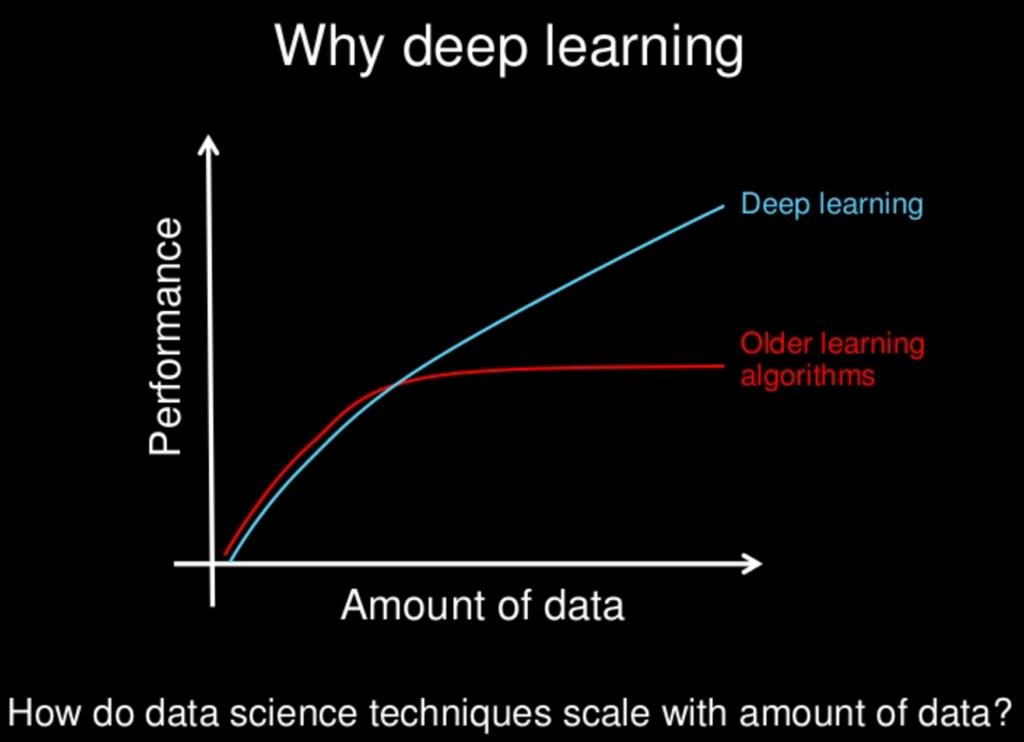 Why deep learning
Performance
Deep learning
Older learning
algorithms
Amount of data
How do data science techniques scale with amount of data?